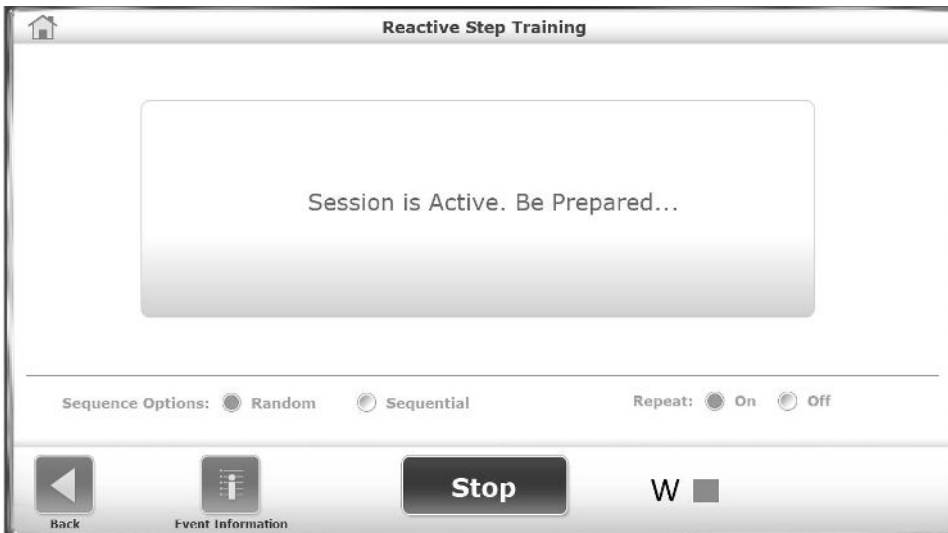 Reactive Step Training
Session is Active. Be Prepared...
Sequence Options: Random Sequential Repeat: On Off
Stop W
Back Event Information